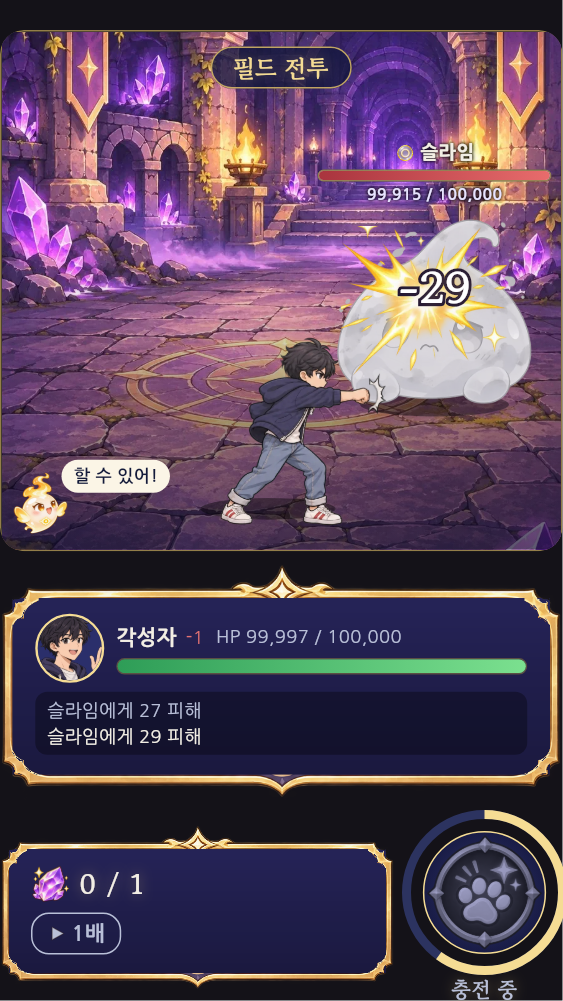 필드 전투
슬라임
99,915 / 100,000
-29
할 수 있어!
각성자 -1 HP 99,997 / 100,000
슬라임에게 27 피해
슬라임에게 29 피해
0 / 1
▶ 1배
충전 중